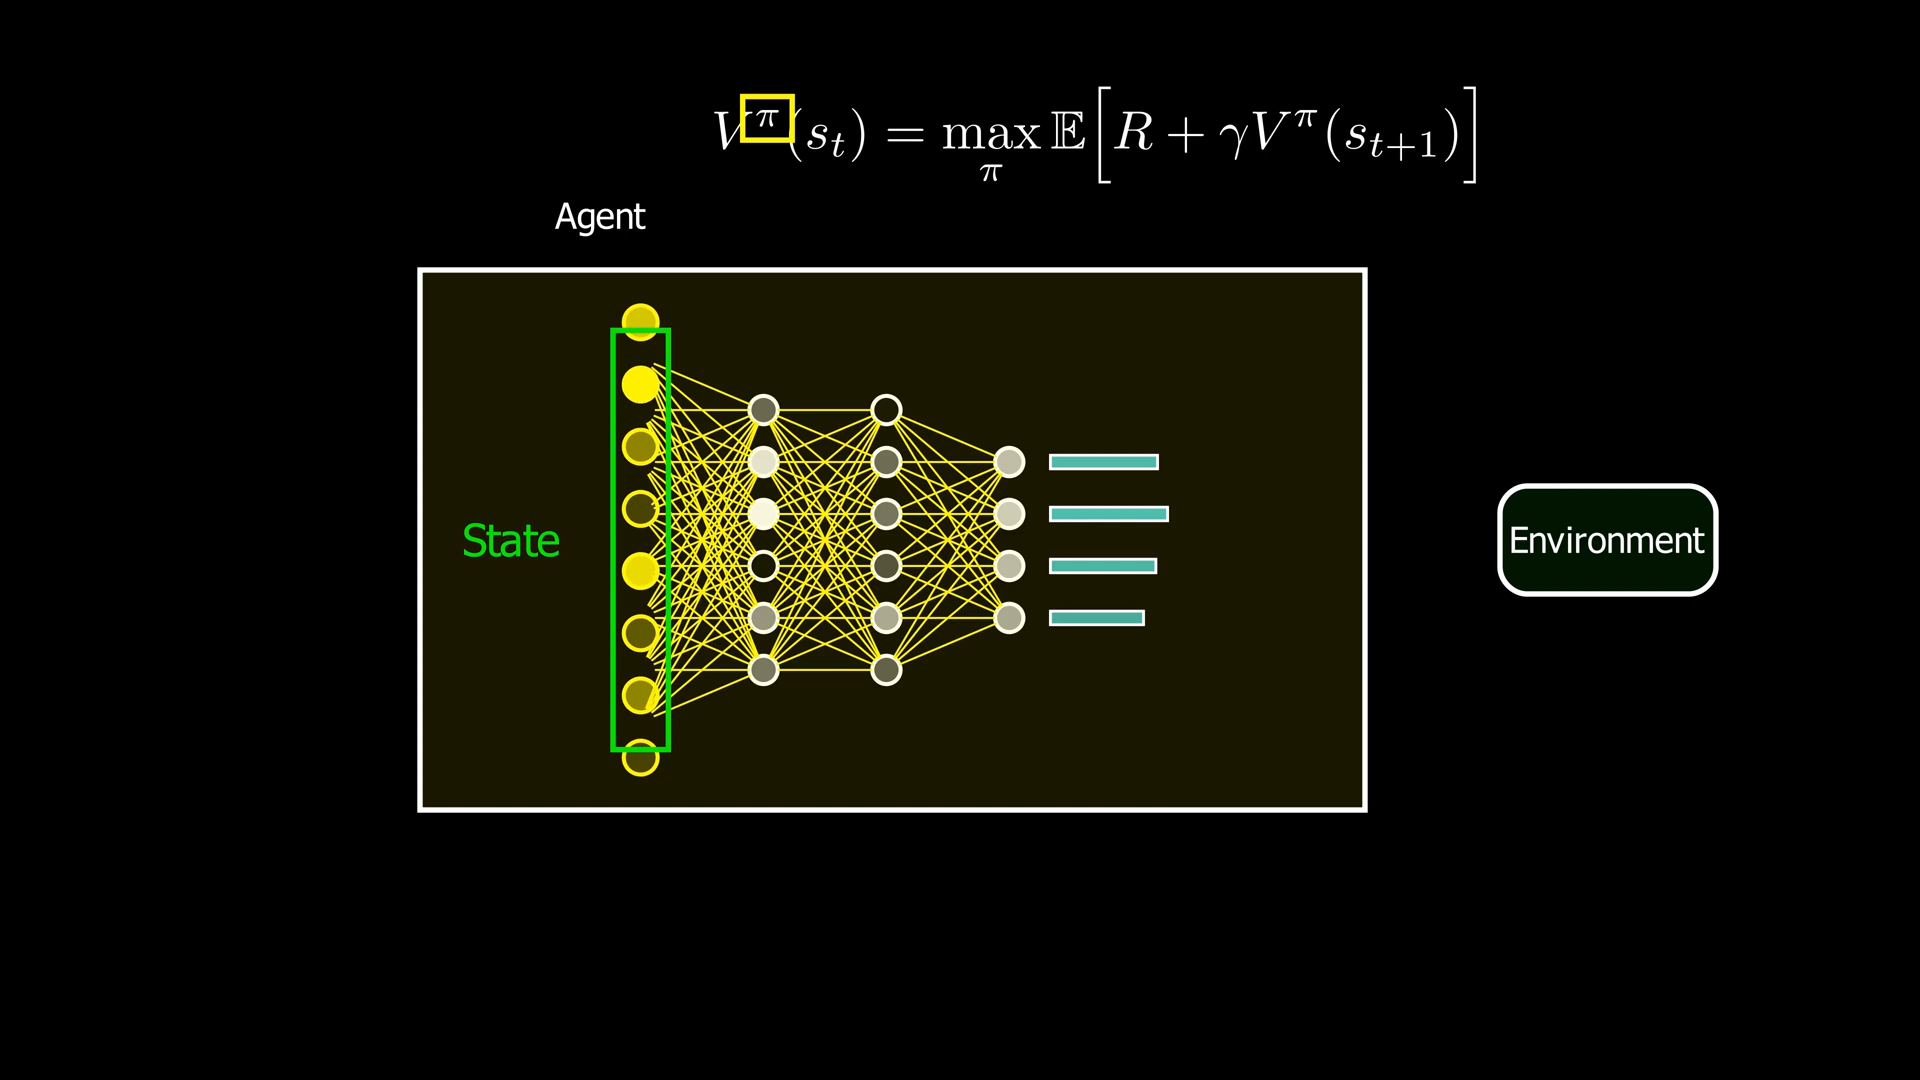 V^π(s_t) = max_π 𝔼[R + γV^π(s_{t+1})]
Agent
State
Environment